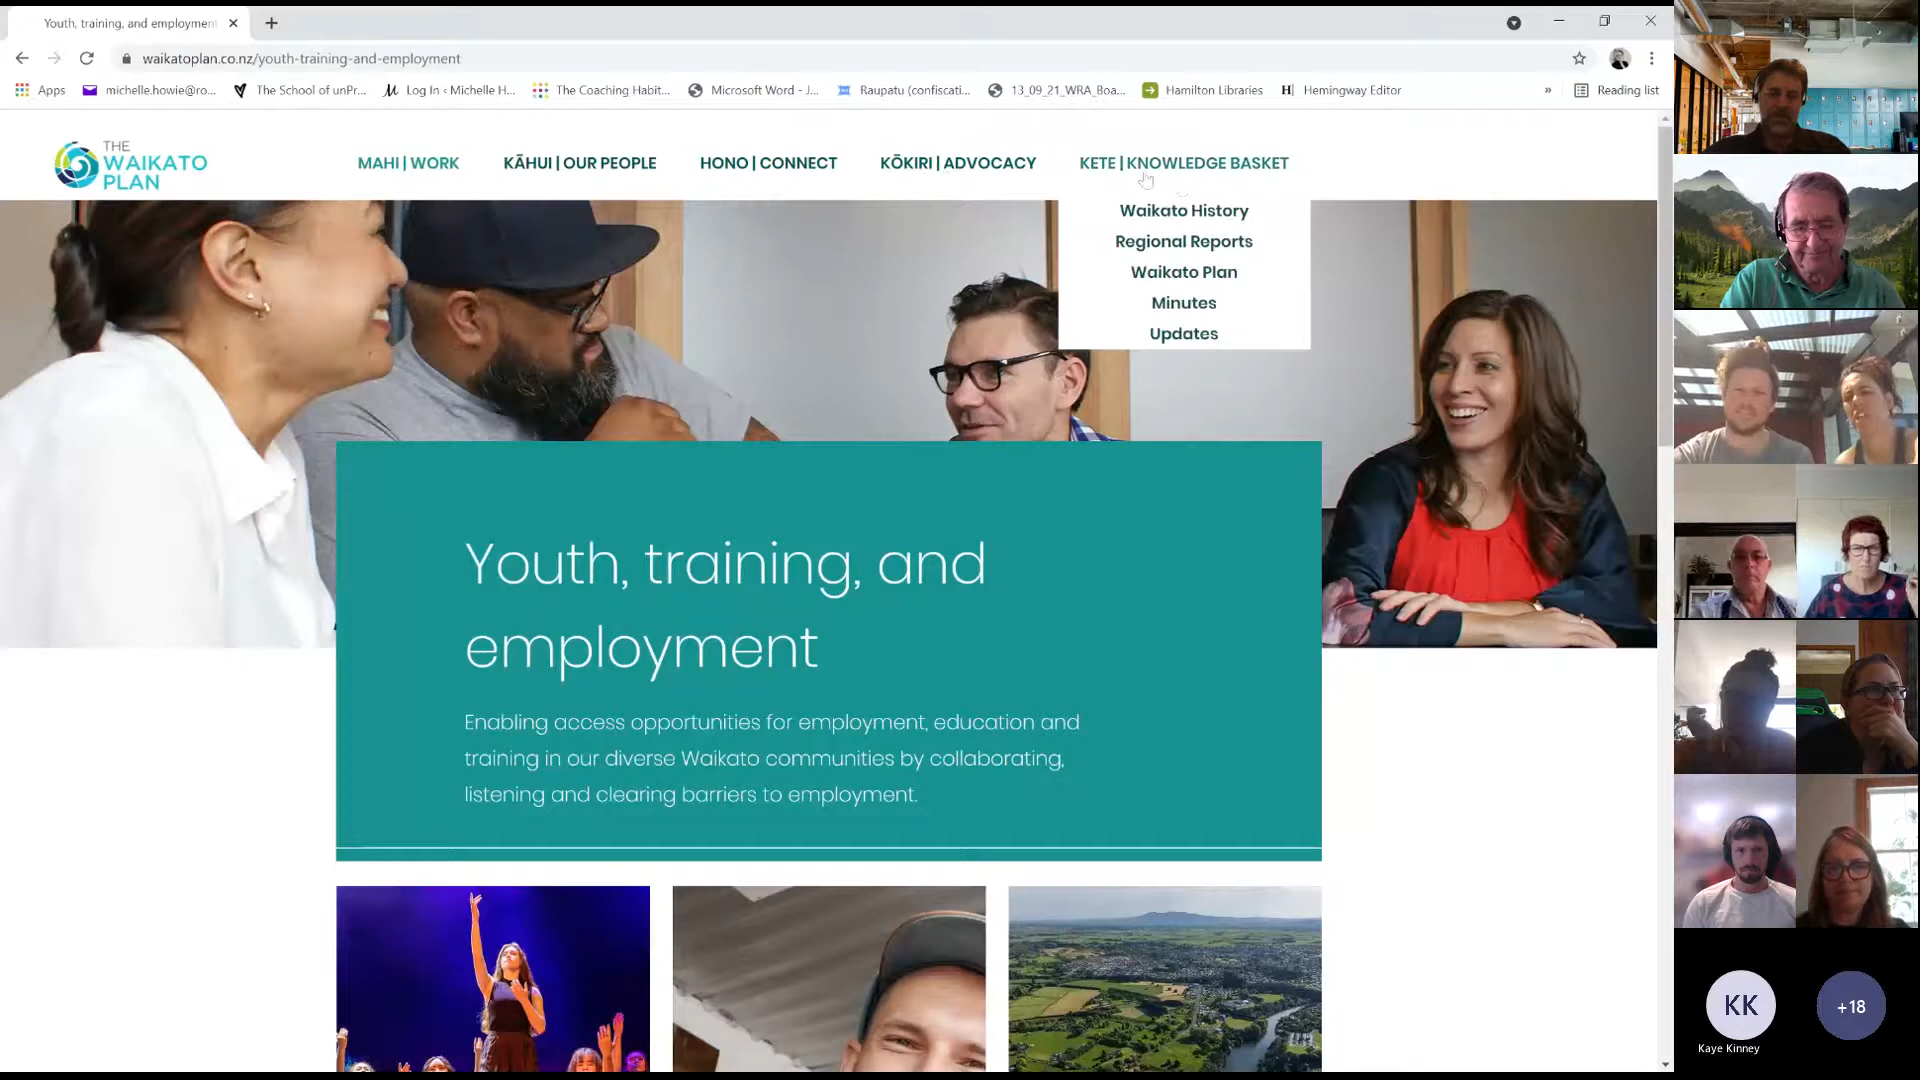 Youth, training, and employment
waikatoplan.co.nz/youth-training-and-employment
Apps
michelle.howie@ro...
The School of unPr...
Log In ‹ Michelle H...
The Coaching Habit...
Microsoft Word - J...
Raupatu (confiscati...
13_09_21_WRA_Boa...
Hamilton Libraries
Hemingway Editor
»
Reading list
THE
WAIKATO
PLAN
MAHI | WORK
KĀHUI | OUR PEOPLE
HONO | CONNECT
KŌKIRI | ADVOCACY
KETE | KNOWLEDGE BASKET
Waikato History
Regional Reports
Waikato Plan
Minutes
Updates
Youth, training, and
employment
Enabling access opportunities for employment, education and
training in our diverse Waikato communities by collaborating,
listening and clearing barriers to employment.
KK
Kaye Kinney
+18